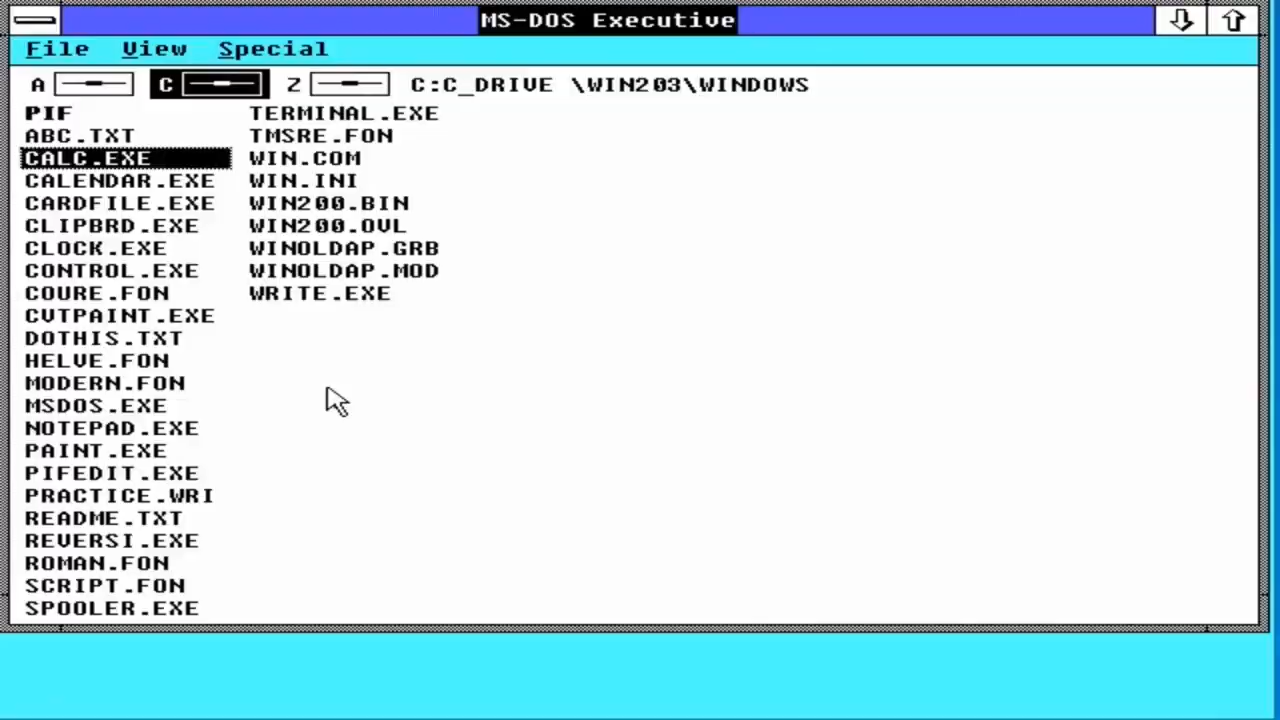 MS-DOS Executive
File View Special
A C Z C:C_DRIVE \WIN203\WINDOWS
PIF
ABC.TXT
CALC.EXE
CALENDAR.EXE
CARDFILE.EXE
CLIPBRD.EXE
CLOCK.EXE
CONTROL.EXE
COURE.FON
CVTPAINT.EXE
DOTHIS.TXT
HELVE.FON
MODERN.FON
MSDOS.EXE
NOTEPAD.EXE
PAINT.EXE
PIFEDIT.EXE
PRACTICE.WRI
README.TXT
REVERSI.EXE
ROMAN.FON
SCRIPT.FON
SPOOLER.EXE
TERMINAL.EXE
TMSRE.FON
WIN.COM
WIN.INI
WIN200.BIN
WIN200.OVL
WINOLDAP.GRB
WINOLDAP.MOD
WRITE.EXE